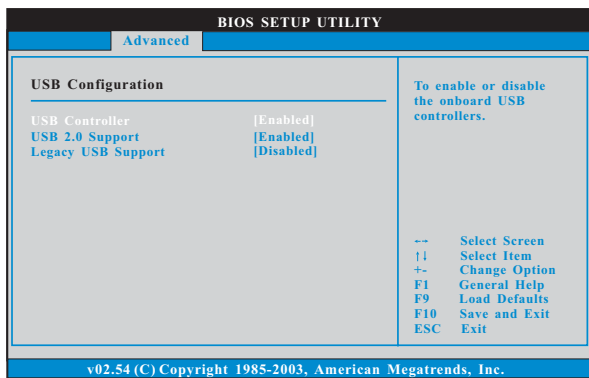 BIOS SETUP UTILITY
Advanced
USB Configuration
USB Controller [Enabled]
USB 2.0 Support [Enabled]
Legacy USB Support [Disabled]
To enable or disable
the onboard USB
controllers.
←→ Select Screen
↑↓ Select Item
+- Change Option
F1 General Help
F9 Load Defaults
F10 Save and Exit
ESC Exit
v02.54 (C) Copyright 1985-2003, American Megatrends, Inc.